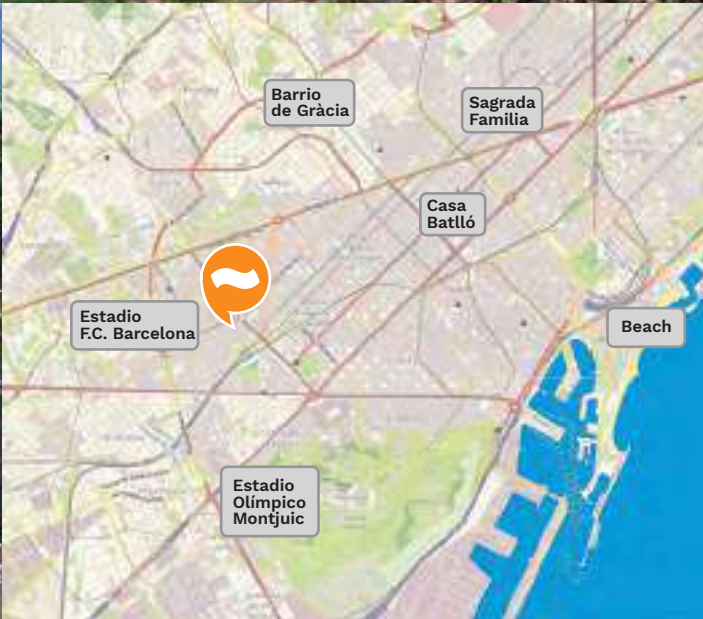 Barrio
de Gràcia
Sagrada
Familia
Casa
Batlló
Estadio
F.C. Barcelona
Beach
Estadio
Olímpico
Montjuic